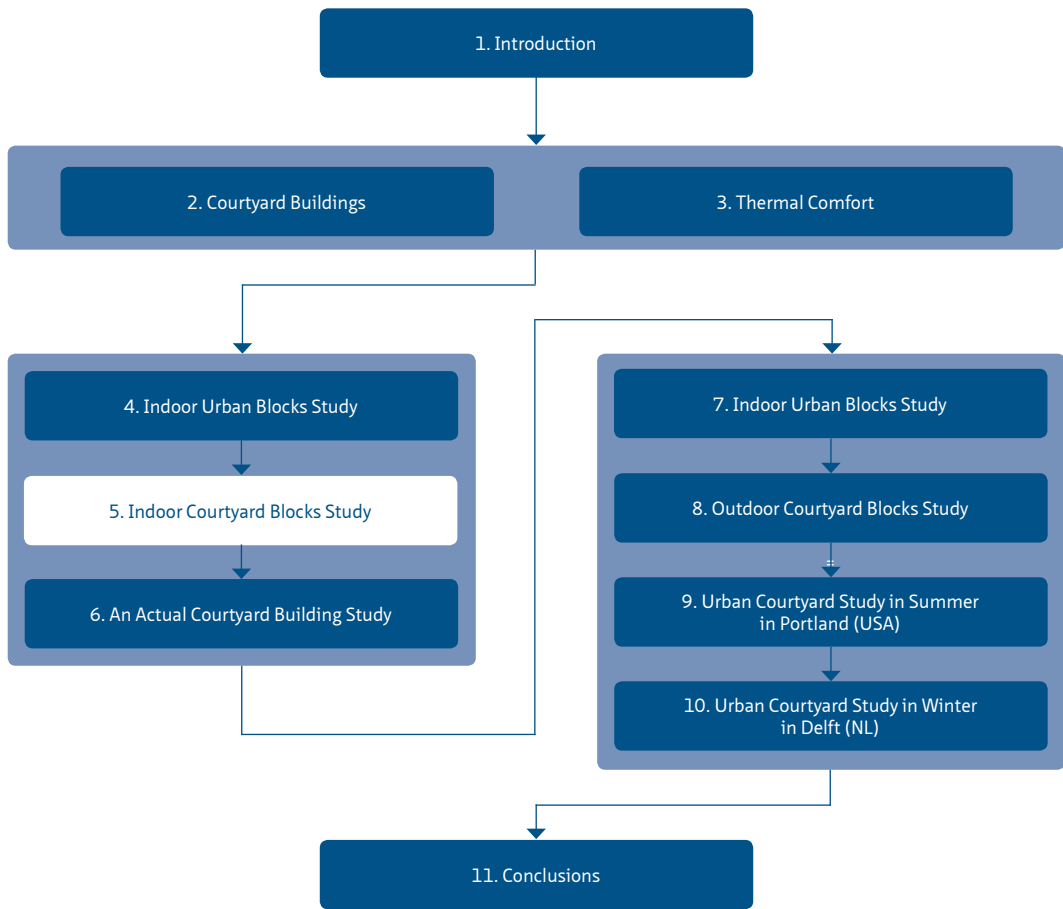 1. Introduction
2. Courtyard Buildings
3. Thermal Comfort
4. Indoor Urban Blocks Study
5. Indoor Courtyard Blocks Study
6. An Actual Courtyard Building Study
7. Indoor Urban Blocks Study
8. Outdoor Courtyard Blocks Study
9. Urban Courtyard Study in Summer
in Portland (USA)
10. Urban Courtyard Study in Winter
in Delft (NL)
11. Conclusions